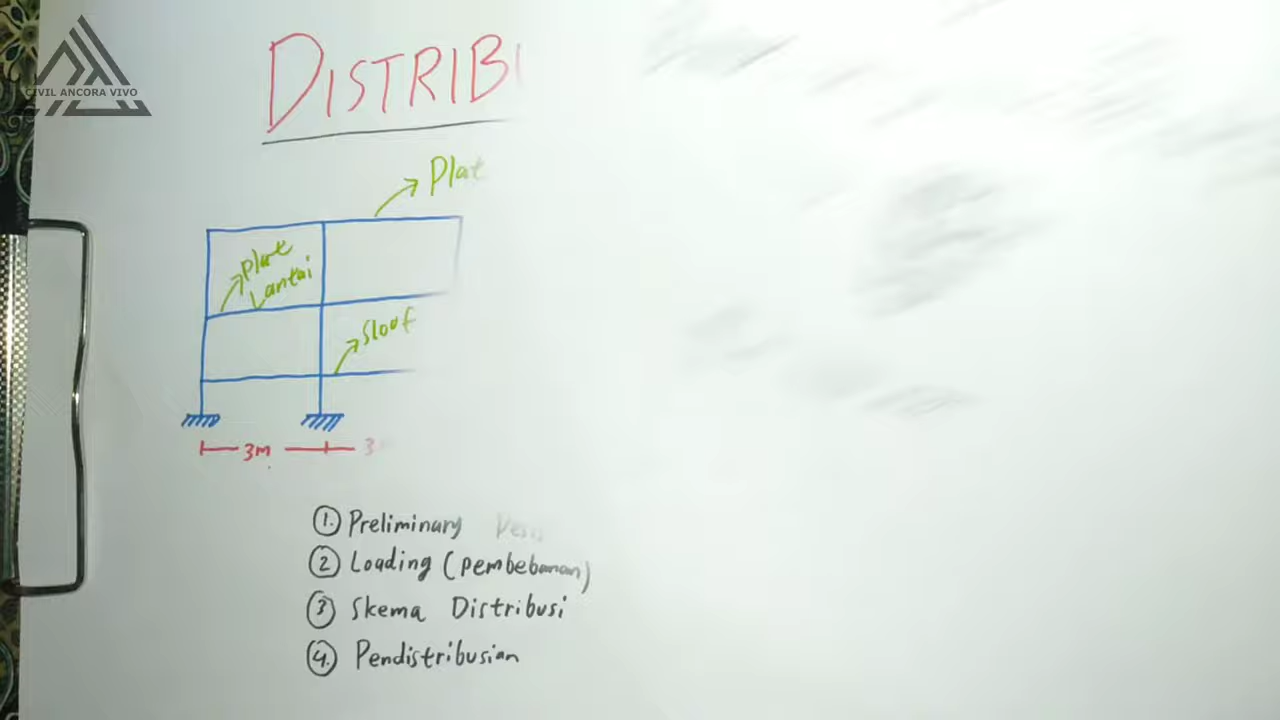 CIVIL ANCORA VIVO
DISTRIB
Plat
Plat
Lantai
Sloof
3M
3
① Preliminary
② Loading (pembebanan)
③ Skema Distribusi
④ Pendistribusian